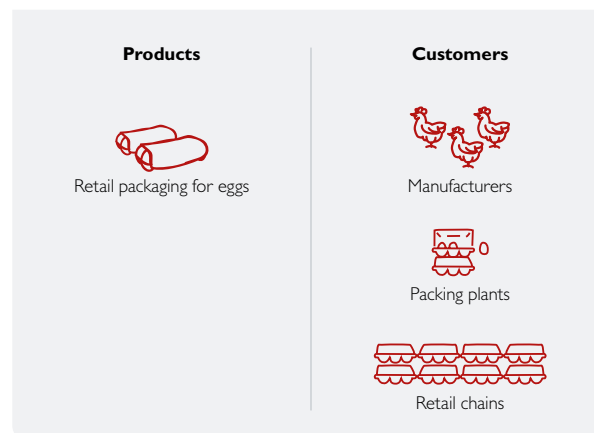 Products
Retail packaging for eggs
Customers
Manufacturers
Packing plants
Retail chains